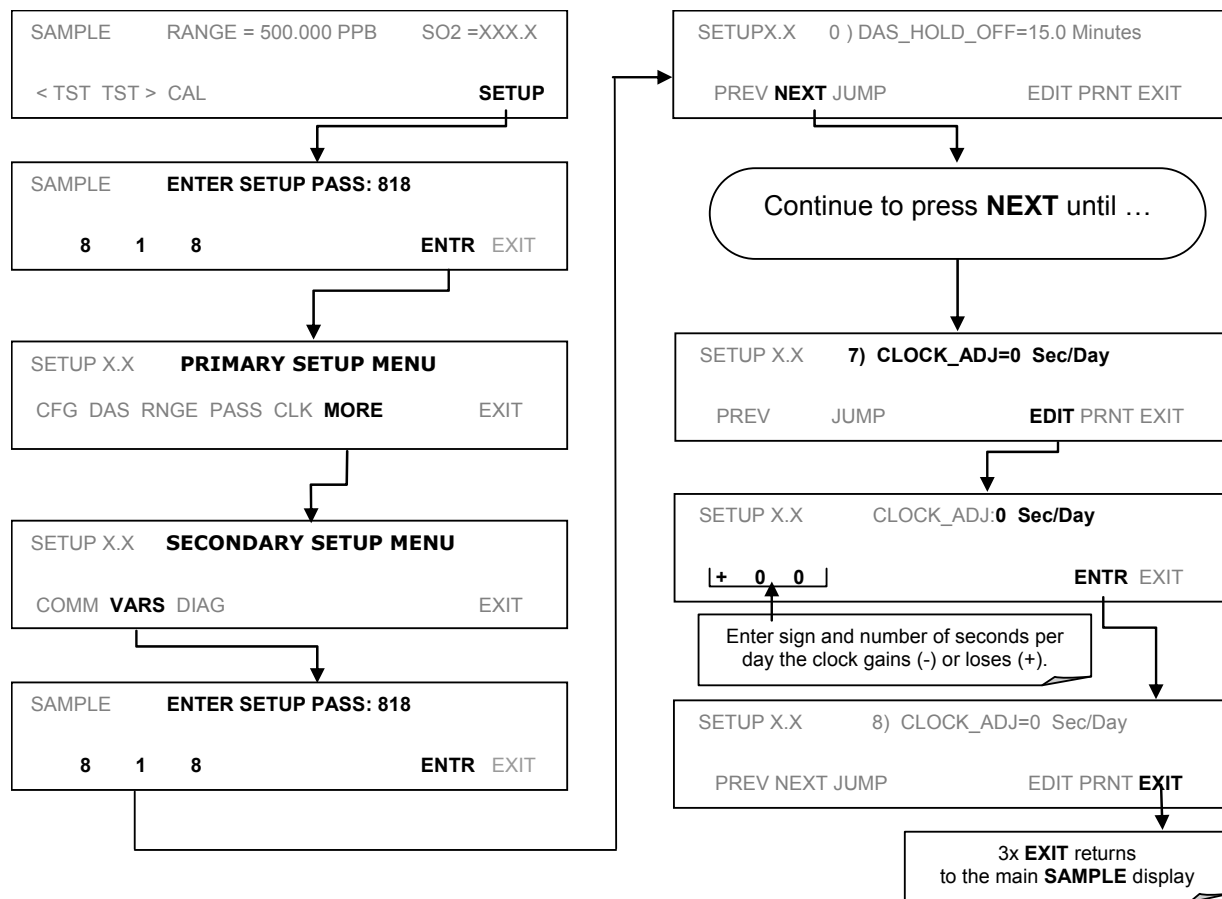 SAMPLE RANGE = 500.000 PPB SO2 =XXX.X
< TST TST > CAL SETUP
SAMPLE ENTER SETUP PASS: 818
8 1 8 ENTR EXIT
SETUP X.X PRIMARY SETUP MENU
CFG DAS RNGE PASS CLK MORE EXIT
SETUP X.X SECONDARY SETUP MENU
COMM VARS DIAG EXIT
SAMPLE ENTER SETUP PASS: 818
8 1 8 ENTR EXIT
SETUPX.X 0 ) DAS_HOLD_OFF=15.0 Minutes
PREV NEXT JUMP EDIT PRNT EXIT
Continue to press NEXT until …
SETUP X.X 7) CLOCK_ADJ=0 Sec/Day
PREV JUMP EDIT PRNT EXIT
SETUP X.X CLOCK_ADJ:0 Sec/Day
+ 0 0 ENTR EXIT
Enter sign and number of seconds per
day the clock gains (-) or loses (+).
SETUP X.X 8) CLOCK_ADJ=0 Sec/Day
PREV NEXT JUMP EDIT PRNT EXIT
3x EXIT returns
to the main SAMPLE display